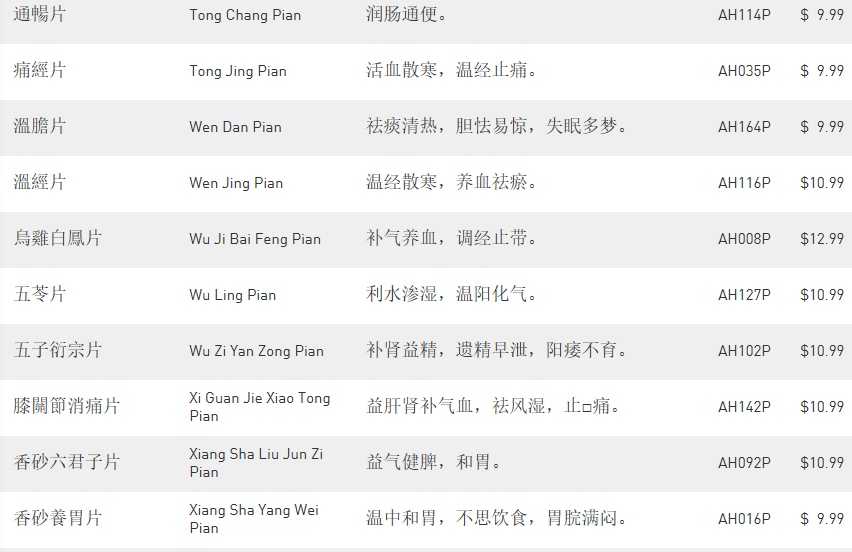 通暢片 Tong Chang Pian 润肠通便。 AH114P $ 9.99
痛經片 Tong Jing Pian 活血散寒，温经止痛。 AH035P $ 9.99
溫膽片 Wen Dan Pian 祛痰清热，胆怯易惊，失眠多梦。 AH164P $ 9.99
溫經片 Wen Jing Pian 温经散寒，养血祛瘀。 AH116P $10.99
烏雞白鳳片 Wu Ji Bai Feng Pian 补气养血，调经止带。 AH008P $12.99
五苓片 Wu Ling Pian 利水渗湿，温阳化气。 AH127P $10.99
五子衍宗片 Wu Zi Yan Zong Pian 补肾益精，遗精早泄，阳痿不育。 AH102P $10.99
膝關節消痛片 Xi Guan Jie Xiao Tong Pian 益肝肾补气血，祛风湿，止□痛。 AH142P $10.99
香砂六君子片 Xiang Sha Liu Jun Zi Pian 益气健脾，和胃。 AH092P $10.99
香砂養胃片 Xiang Sha Yang Wei Pian 温中和胃，不思饮食，胃脘满闷。 AH016P $ 9.99